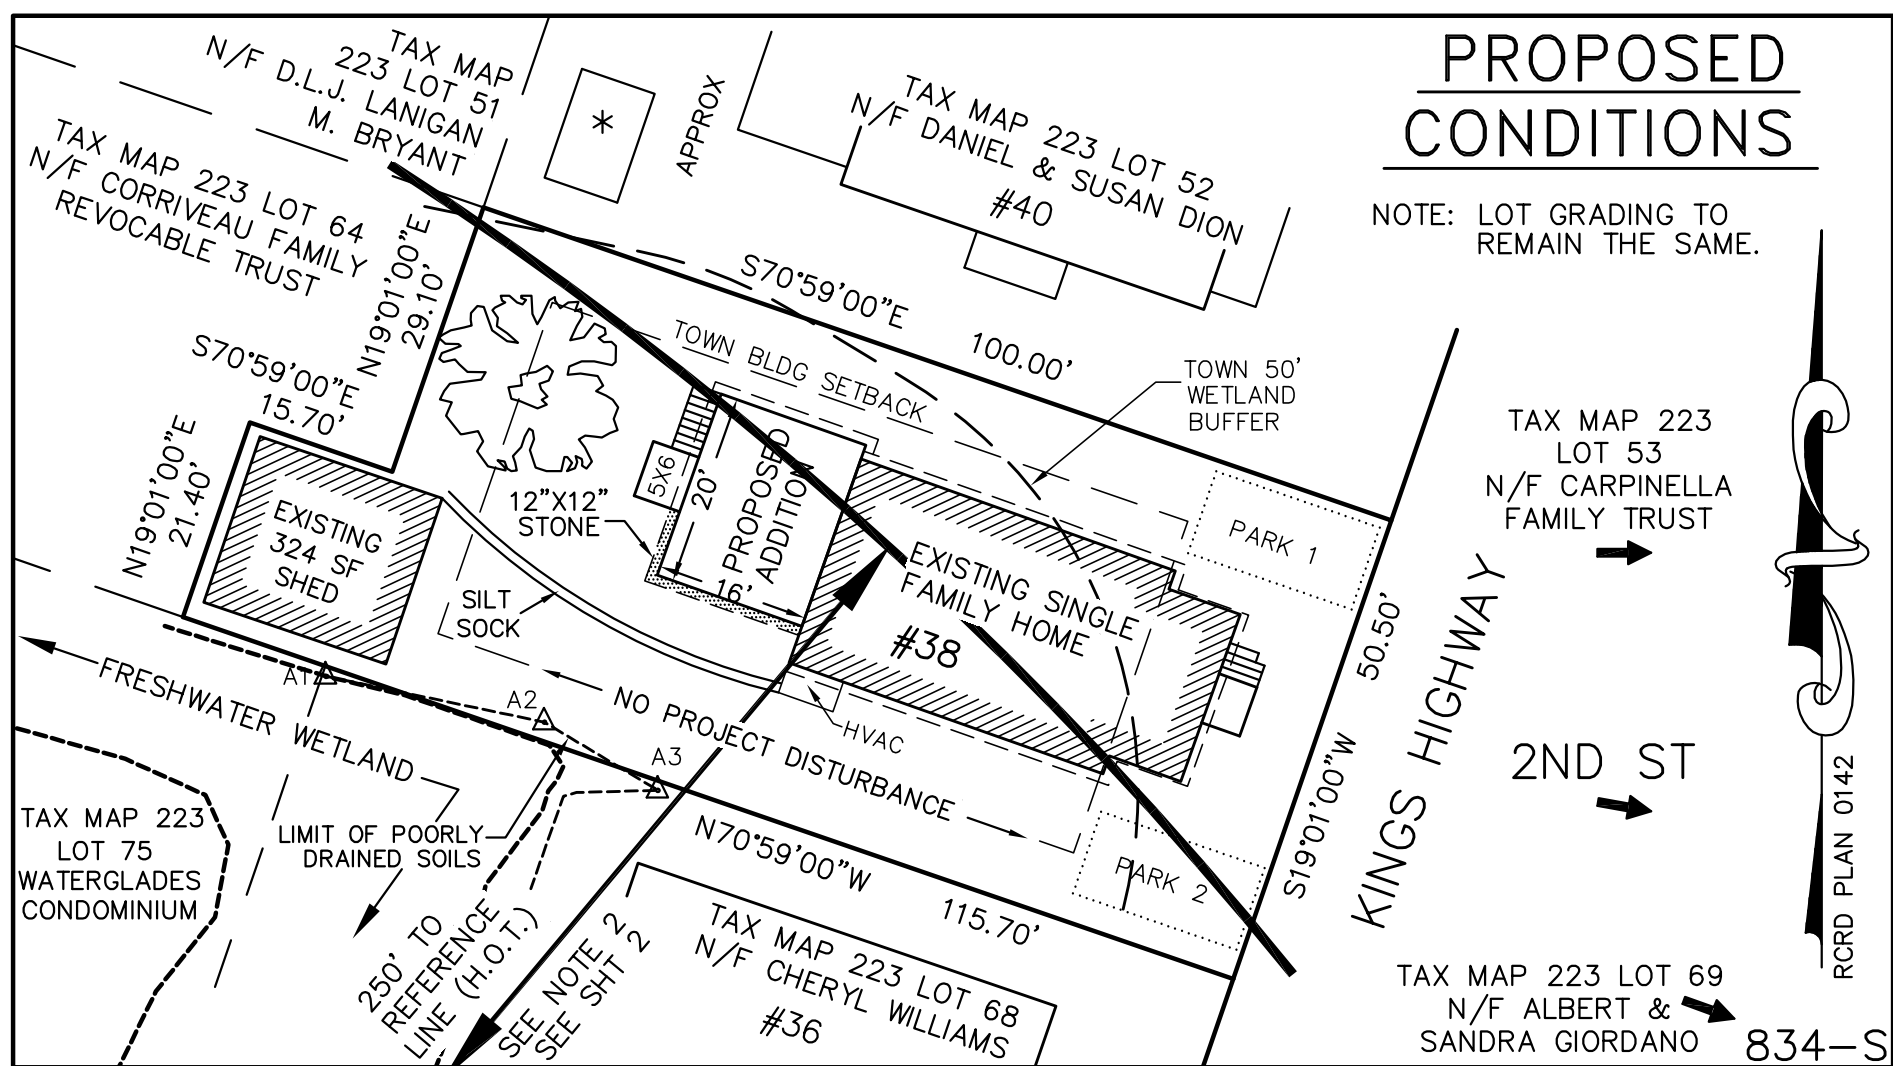 PROPOSED
CONDITIONS
NOTE: LOT GRADING TO
REMAIN THE SAME.
TAX MAP
223 LOT 51
N/F D.L.J. LANIGAN
M. BRYANT
*
APPROX
TAX MAP 223 LOT 52
N/F DANIEL & SUSAN DION
#40
TAX MAP 223 LOT 64
N/F CORRIVEAU FAMILY
REVOCABLE TRUST
N19°01'00"E
29.10'
S70°59'00"E
100.00'
S70°59'00"E
15.70'
N19°01'00"E
21.40'
TOWN BLDG SETBACK
TOWN 50'
WETLAND
BUFFER
TAX MAP 223
LOT 53
N/F CARPINELLA
FAMILY TRUST
EXISTING
324 SF
SHED
12"X12"
STONE
5X6
20'
PROPOSED
ADDITION
16'
SILT
SOCK
EXISTING SINGLE
FAMILY HOME
#38
PARK 1
50.50'
S19°01'00"W
KINGS HIGHWAY
2ND ST
FRESHWATER WETLAND
A1
A2
A3
NO PROJECT DISTURBANCE
HVAC
TAX MAP 223
LOT 75
WATERGLADES
CONDOMINIUM
LIMIT OF POORLY
DRAINED SOILS
N70°59'00"W
115.70'
PARK 2
250' TO
REFERENCE
LINE (H.O.T.)
SEE NOTE 2
SEE SHT 2
TAX MAP 223 LOT 68
N/F CHERYL WILLIAMS
#36
TAX MAP 223 LOT 69
N/F ALBERT &
SANDRA GIORDANO
RCRD PLAN 0142
834-S